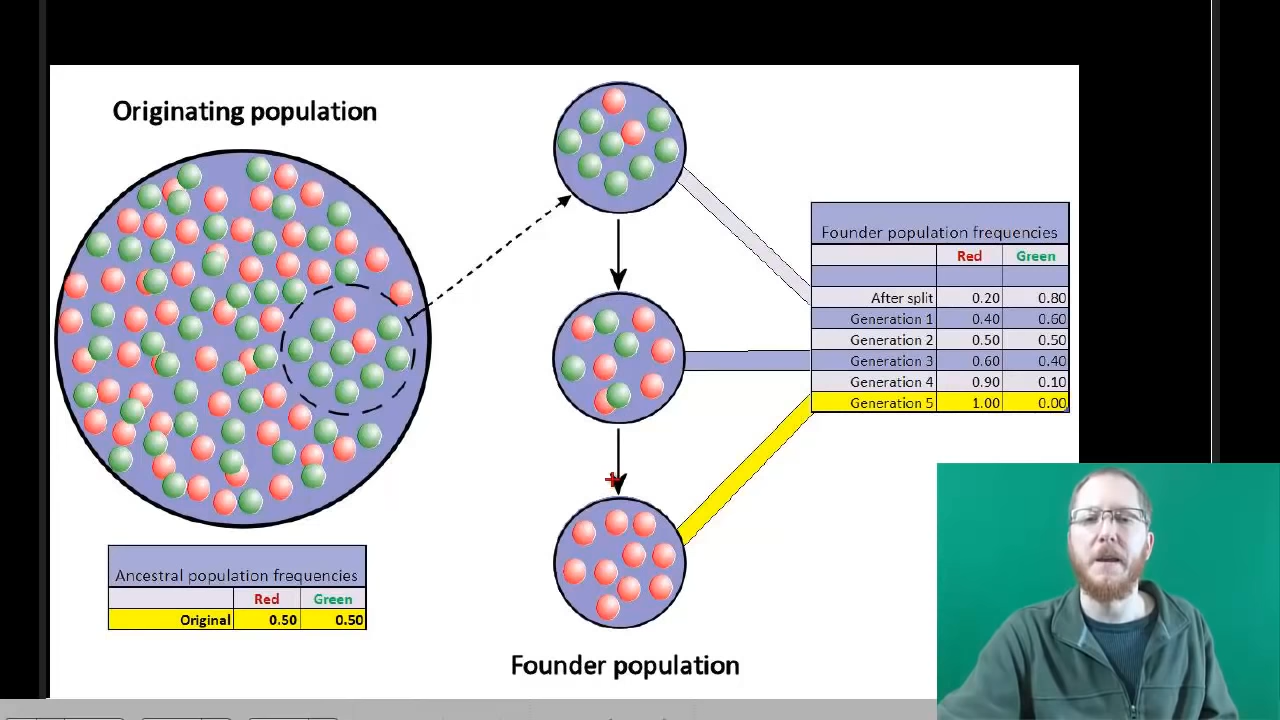 Originating population
Ancestral population frequencies
Red Green
Original 0.50 0.50
Founder population frequencies
Red Green
After split 0.20 0.80
Generation 1 0.40 0.60
Generation 2 0.50 0.50
Generation 3 0.60 0.40
Generation 4 0.90 0.10
Generation 5 1.00 0.00
Founder population